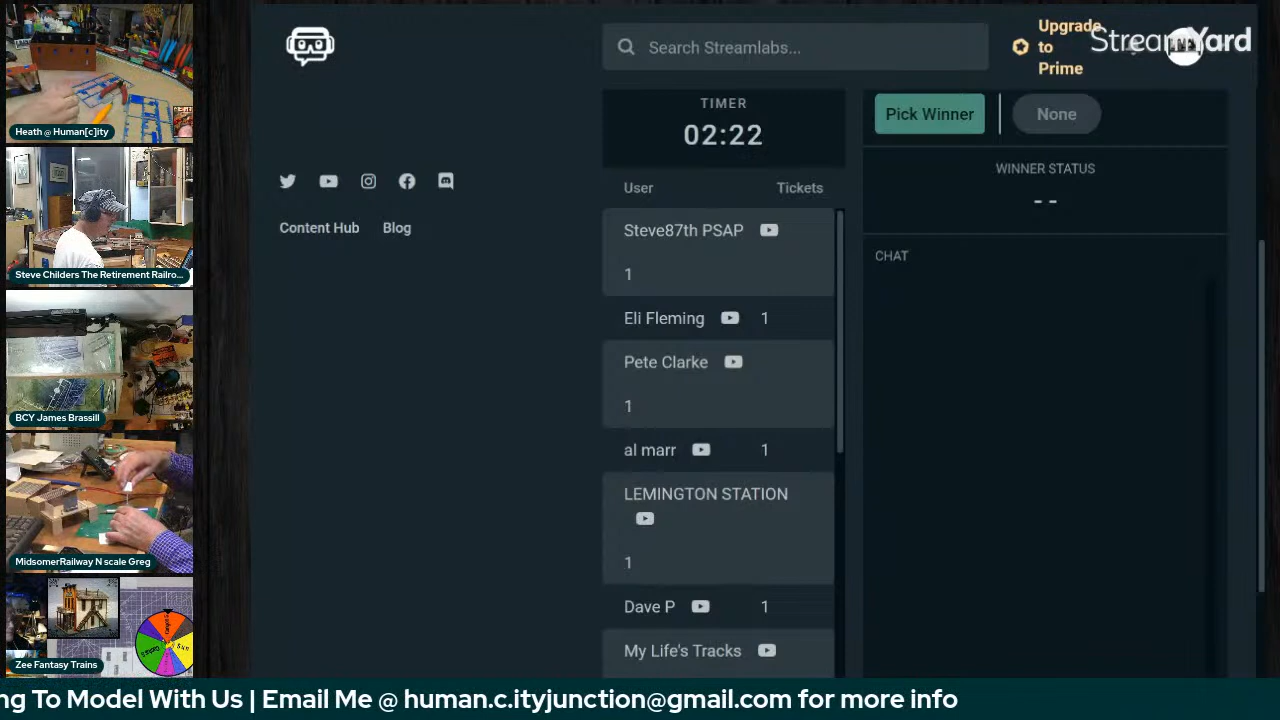 Heath @ Human[c]ity
Steve Childers The Retirement Railro...
BCY James Brassill
MidsomerRailway N scale Greg
Zee Fantasy Trains
Search Streamlabs...
Upgrade
to
Prime
StreamYard
Content Hub
Blog
TIMER
02:22
User
Tickets
Steve87th PSAP
1
Eli Fleming 1
Pete Clarke
1
al marr 1
LEMINGTON STATION
1
Dave P 1
My Life's Tracks
Pick Winner
None
WINNER STATUS
- -
CHAT
ng To Model With Us | Email Me @ human.c.ityjunction@gmail.com for more info